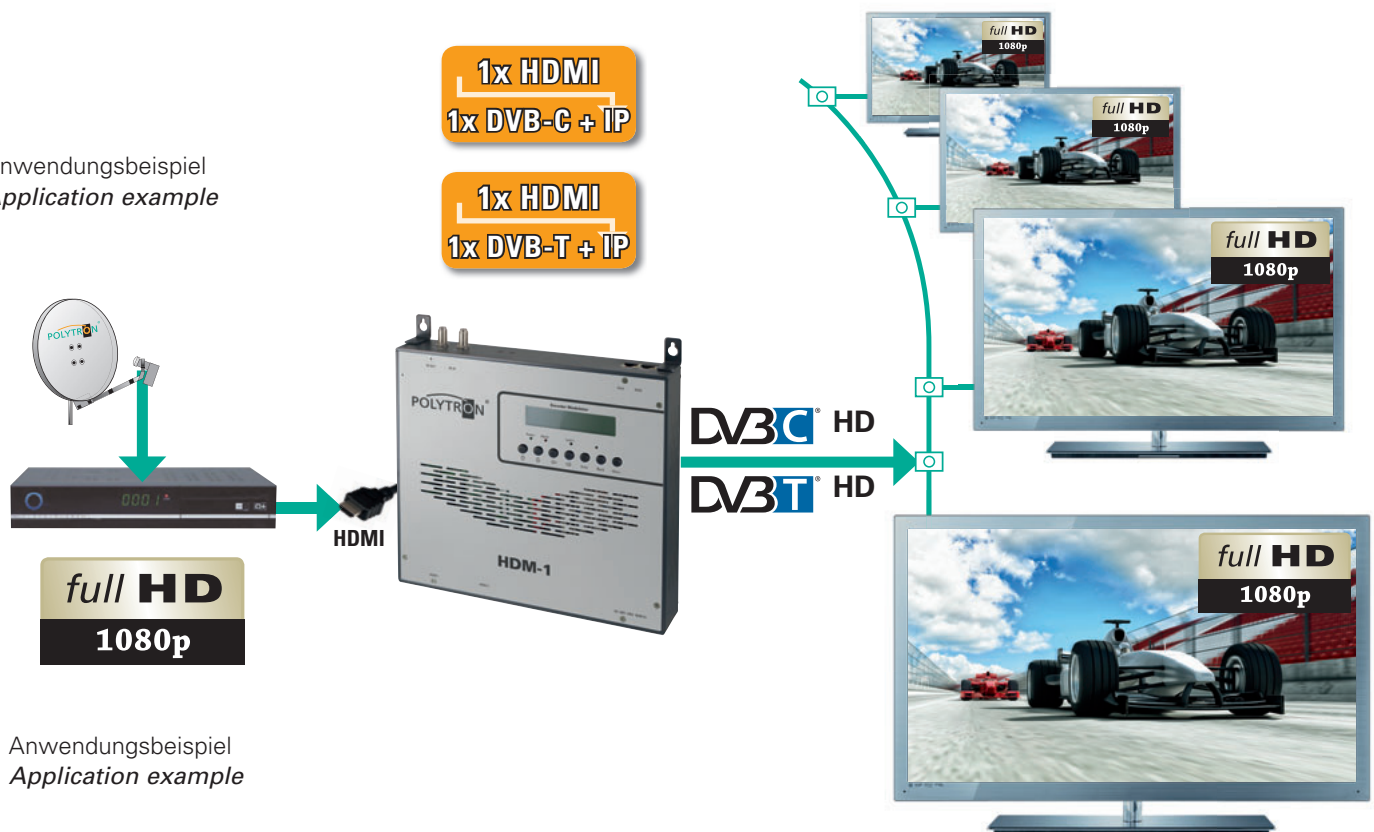 1x HDMI
1x DVB-C + IP
1x HDMI
1x DVB-T + IP
nwendungsbeispiel
pplication example
POLYTRON
0001
HDMI
full HD
1080p
POLYTRON®
HDM-1
DVB C® HD
DVB T® HD
full HD
1080p
full HD
1080p
full HD
1080p
full HD
1080p
Anwendungsbeispiel
Application example